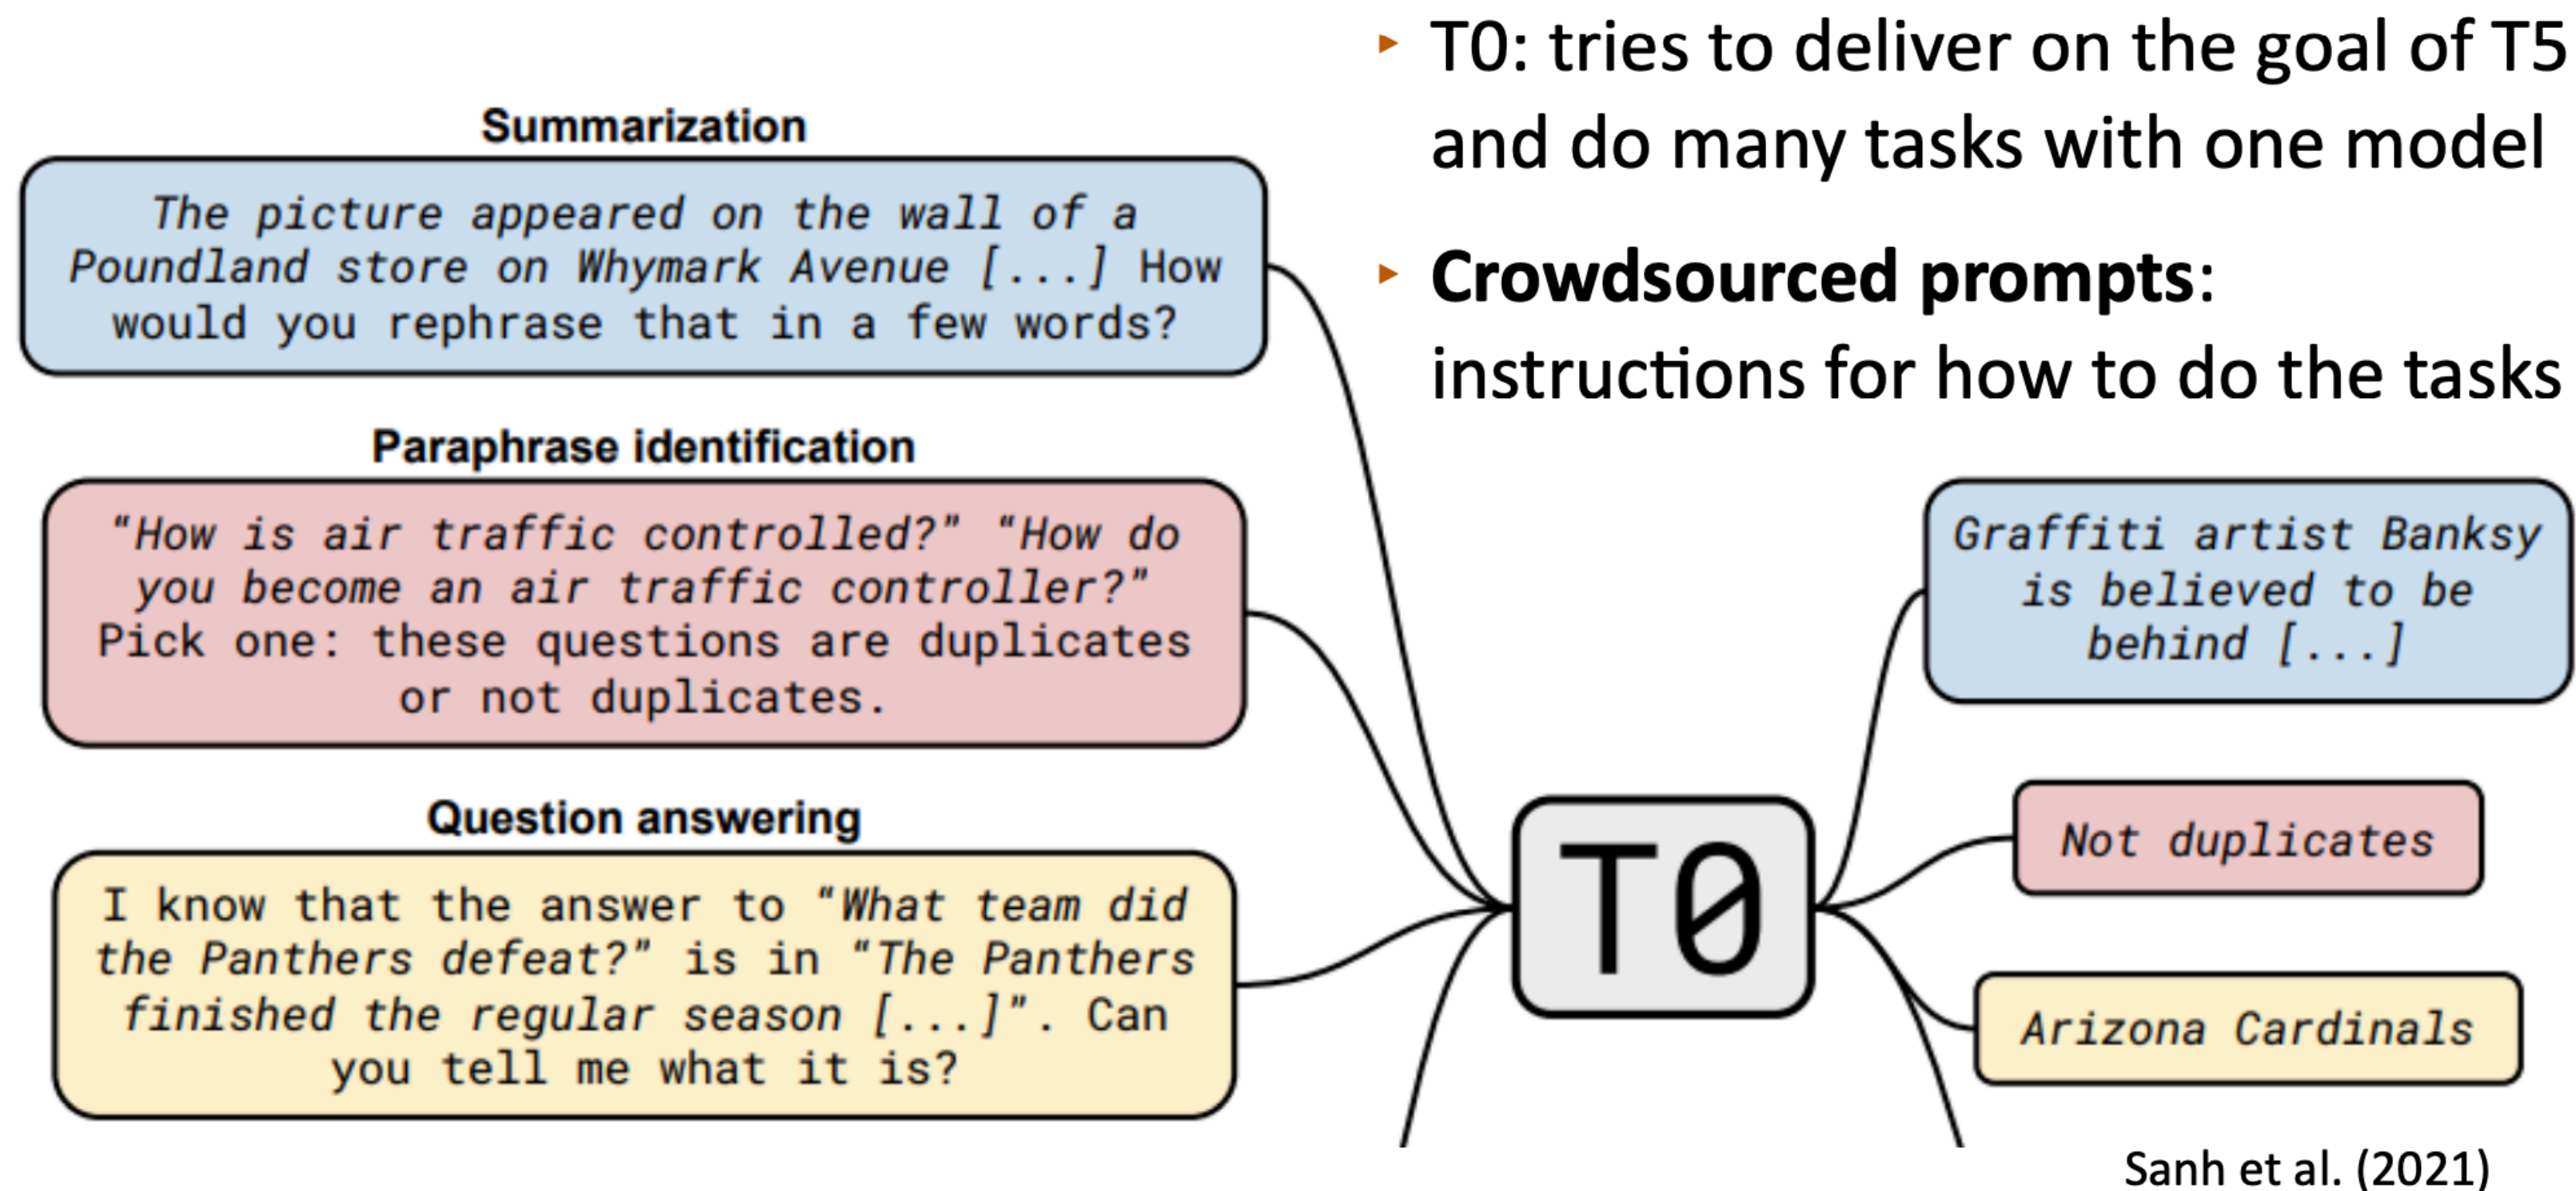 T0: tries to deliver on the goal of T5
and do many tasks with one model
Crowdsourced prompts:
instructions for how to do the tasks
Summarization
The picture appeared on the wall of a
Poundland store on Whymark Avenue [...] How
would you rephrase that in a few words?
Paraphrase identification
“How is air traffic controlled?” “How do
you become an air traffic controller?”
Pick one: these questions are duplicates
or not duplicates.
Question answering
I know that the answer to “What team did
the Panthers defeat?” is in “The Panthers
finished the regular season [...]”. Can
you tell me what it is?
T0
Graffiti artist Banksy
is believed to be
behind [...]
Not duplicates
Arizona Cardinals
Sanh et al. (2021)